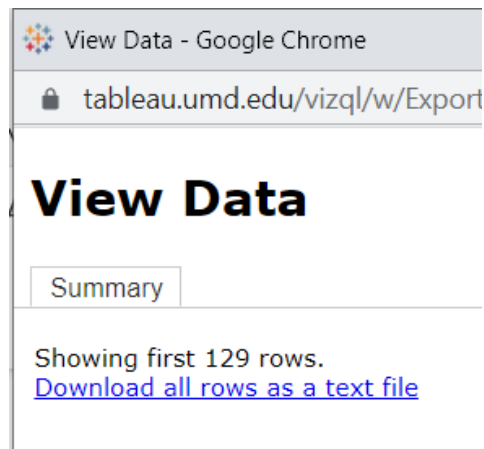 View Data - Google Chrome
tableau.umd.edu/vizql/w/Export
View Data
Summary
Showing first 129 rows.
Download all rows as a text file